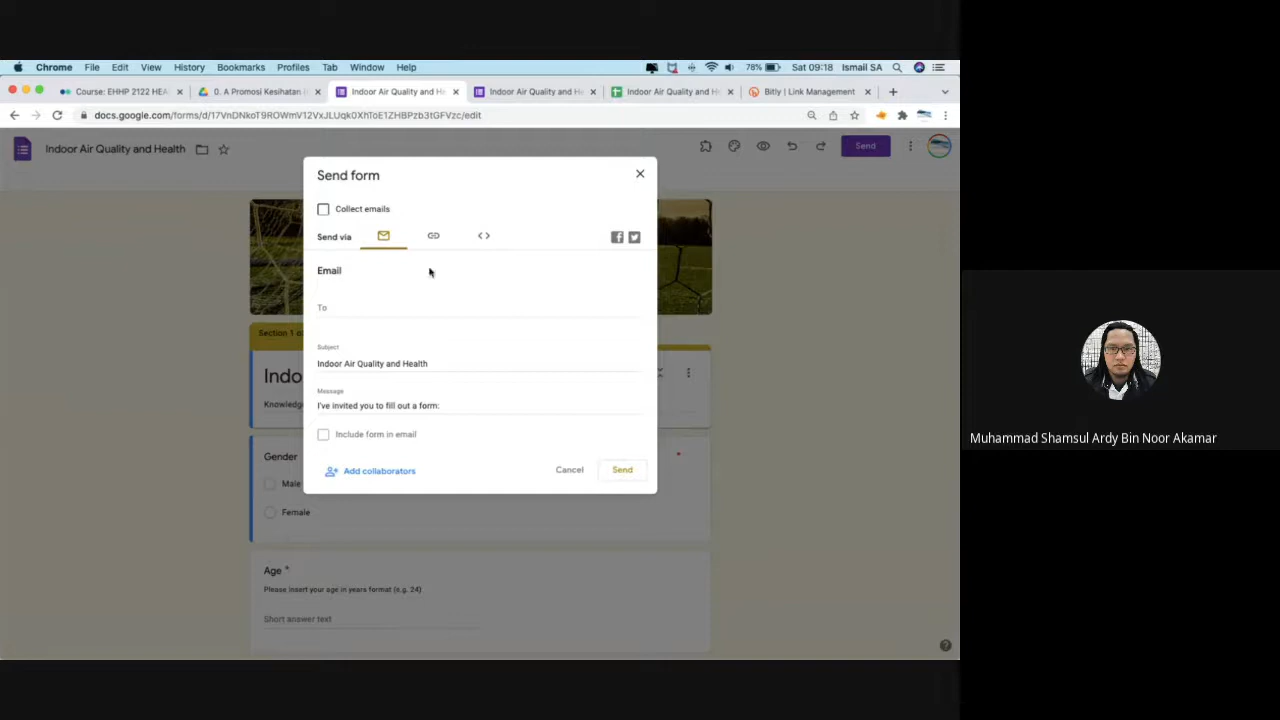 Chrome File Edit View History Bookmarks Profiles Tab Window Help 78% Sat 09:18 Ismail SA
Course: EHHP 2122 HEA
0. A Promosi Kesihatan
Indoor Air Quality and He
Indoor Air Quality and He
Indoor Air Quality and H
Bitly | Link Management
docs.google.com/forms/d/17VnDNkoT9ROWmV12VxJLUqk0XhToE1ZHBPzb3tGFVzc/edit
Indoor Air Quality and Health
Send
Send form
Collect emails
Send via
Email
To
Section 1 o
Subject
Indoor Air Quality and Health
Indo
Message
Knowledg
I've invited you to fill out a form:
Include form in email
Gender
Add collaborators
Cancel
Send
Male
Female
Age *
Please insert your age in years format (e.g. 24)
Short answer text
Muhammad Shamsul Ardy Bin Noor Akamar